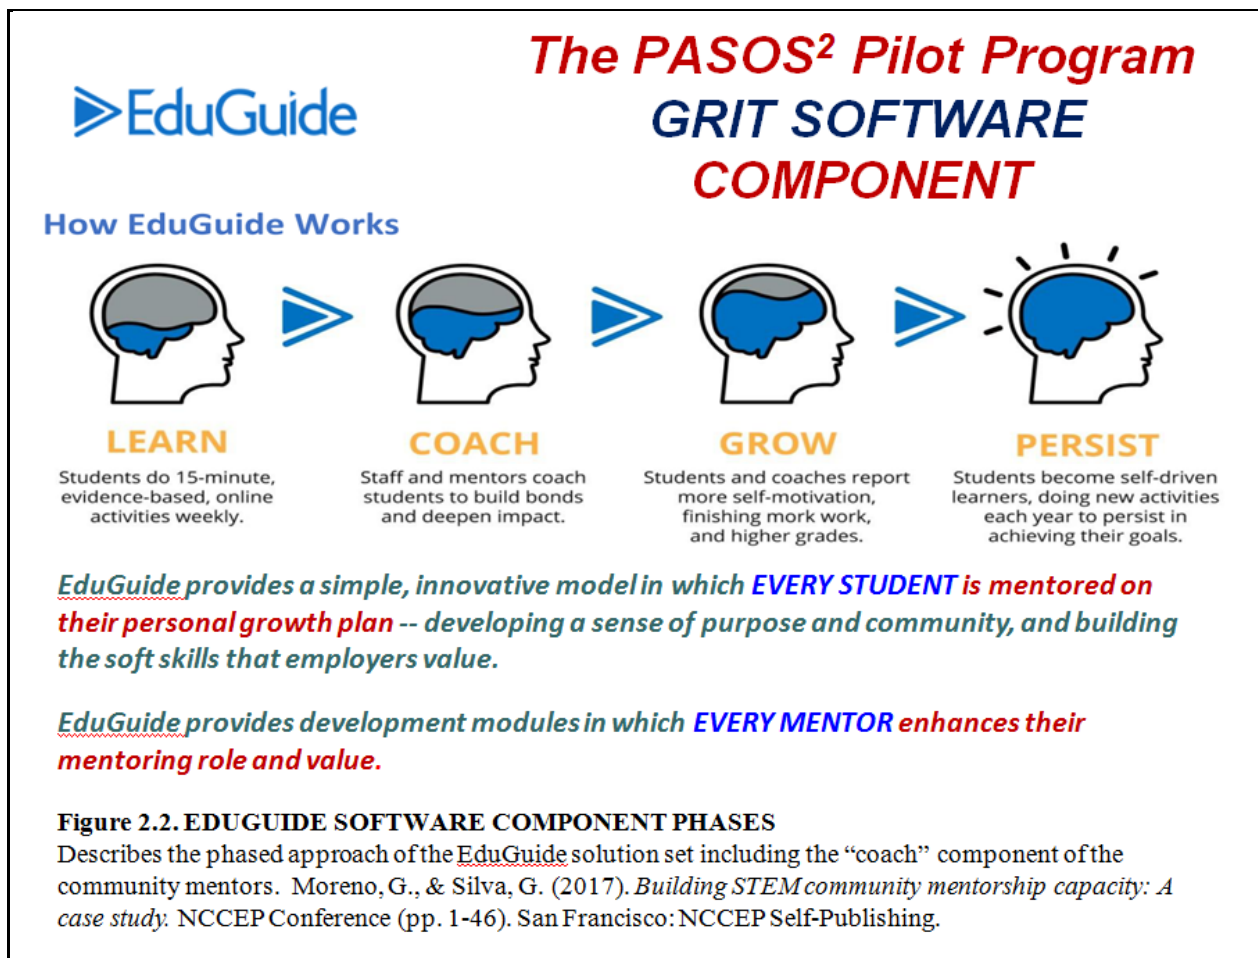 The PASOS² Pilot Program
GRIT SOFTWARE
COMPONENT
EduGuide
How EduGuide Works
LEARN
Students do 15-minute,
evidence-based, online
activities weekly.
COACH
Staff and mentors coach
students to build bonds
and deepen impact.
GROW
Students and coaches report
more self-motivation,
finishing mork work,
and higher grades.
PERSIST
Students become self-driven
learners, doing new activities
each year to persist in
achieving their goals.
EduGuide provides a simple, innovative model in which EVERY STUDENT is mentored on
their personal growth plan -- developing a sense of purpose and community, and building
the soft skills that employers value.
EduGuide provides development modules in which EVERY MENTOR enhances their
mentoring role and value.
Figure 2.2. EDUGUIDE SOFTWARE COMPONENT PHASES
Describes the phased approach of the EduGuide solution set including the “coach” component of the
community mentors. Moreno, G., & Silva, G. (2017). Building STEM community mentorship capacity: A
case study. NCCEP Conference (pp. 1-46). San Francisco: NCCEP Self-Publishing.